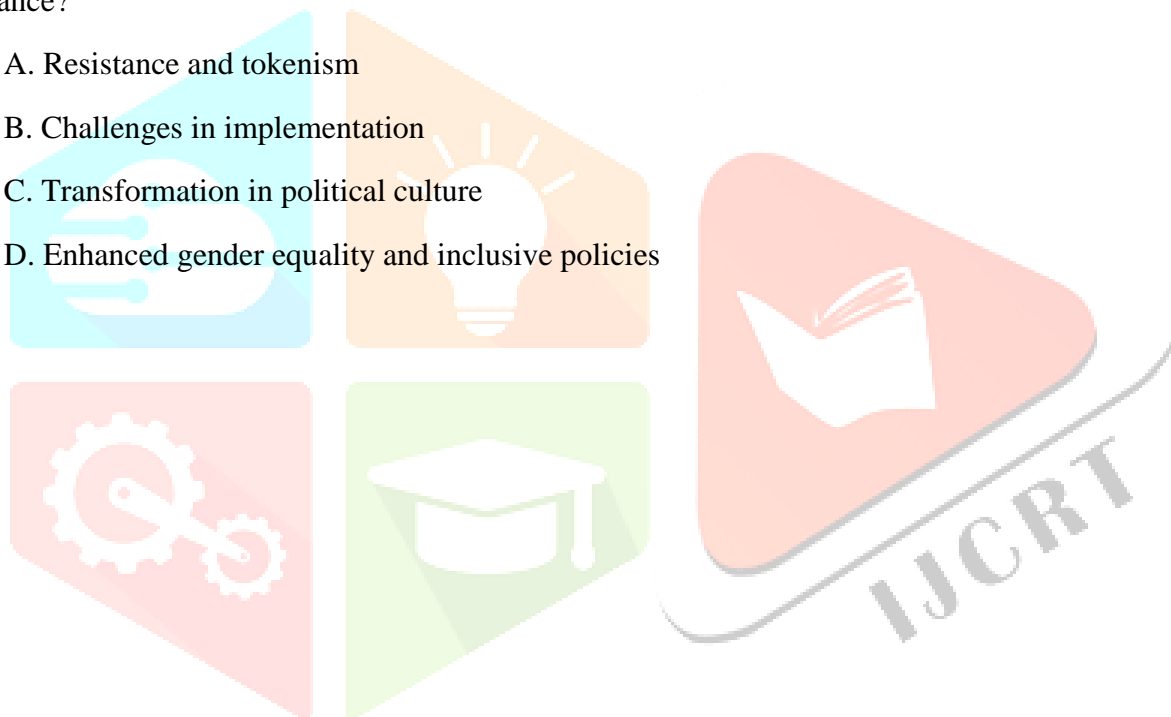 ance?
A. Resistance and tokenism
B. Challenges in implementation
C. Transformation in political culture
D. Enhanced gender equality and inclusive policies
IJCRT